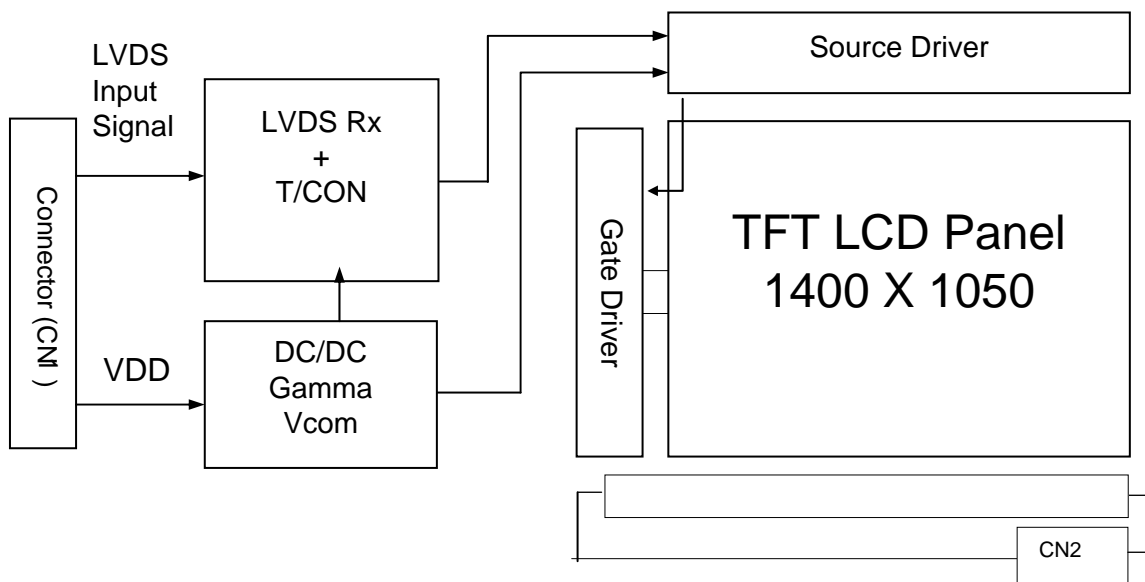 LVDS
Input
Signal
Connector (CN1 )
VDD
LVDS Rx
+
T/CON
DC/DC
Gamma
Vcom
Source Driver
Gate Driver
TFT LCD Panel
1400 X 1050
CN2